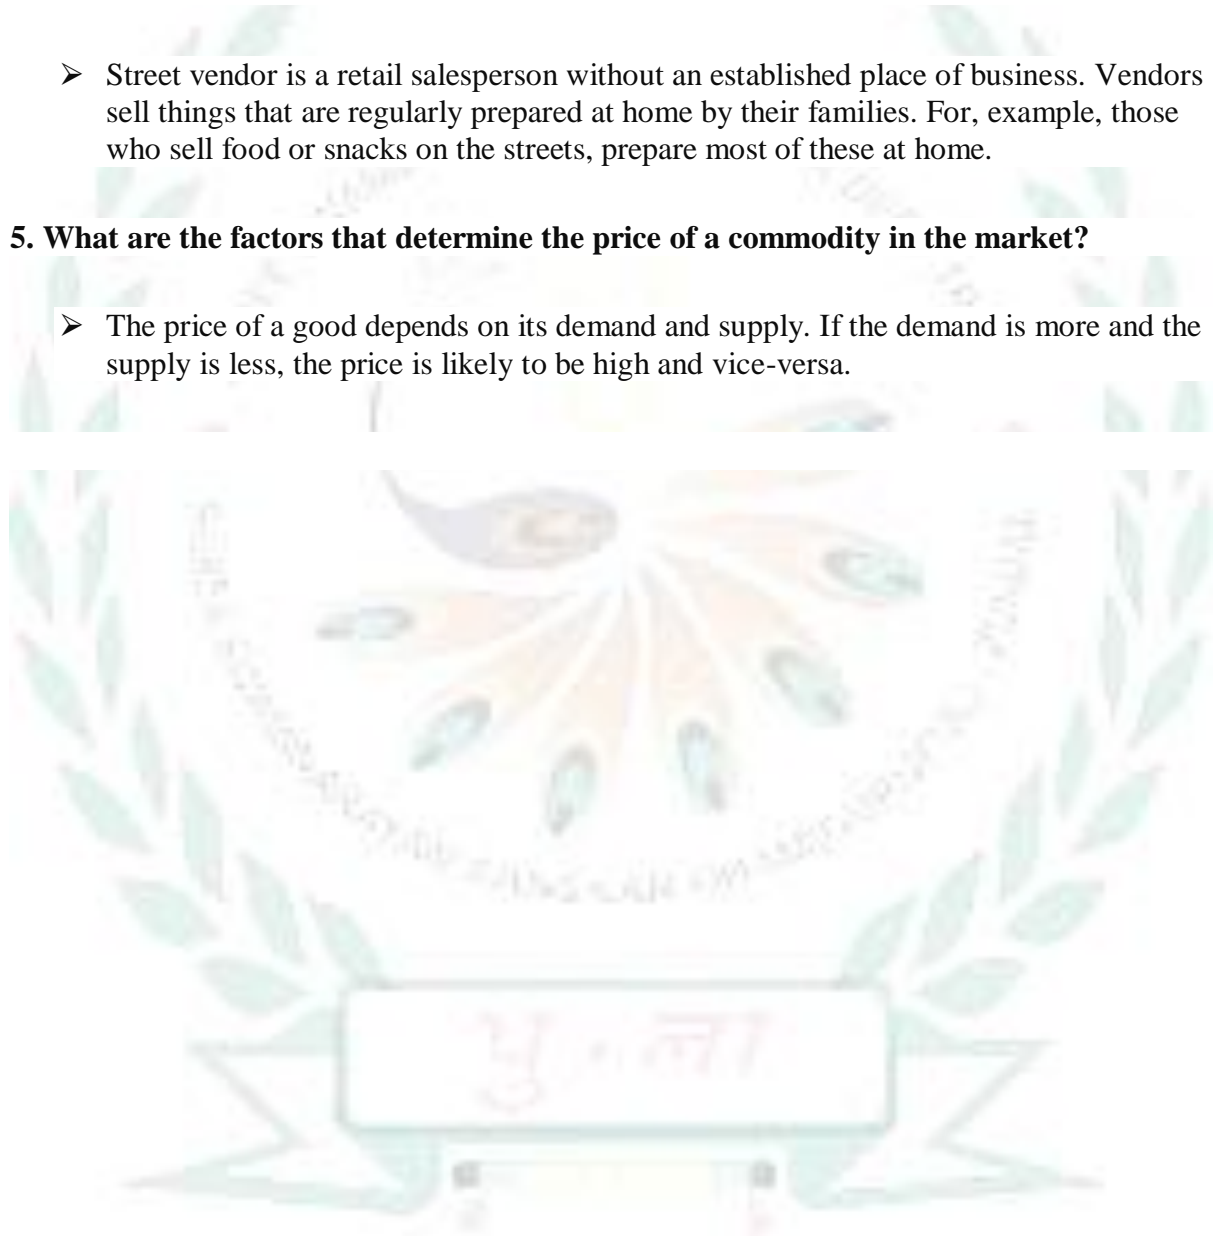 ➢ Street vendor is a retail salesperson without an established place of business. Vendors
sell things that are regularly prepared at home by their families. For, example, those
who sell food or snacks on the streets, prepare most of these at home.
5. What are the factors that determine the price of a commodity in the market?
➢ The price of a good depends on its demand and supply. If the demand is more and the
supply is less, the price is likely to be high and vice-versa.